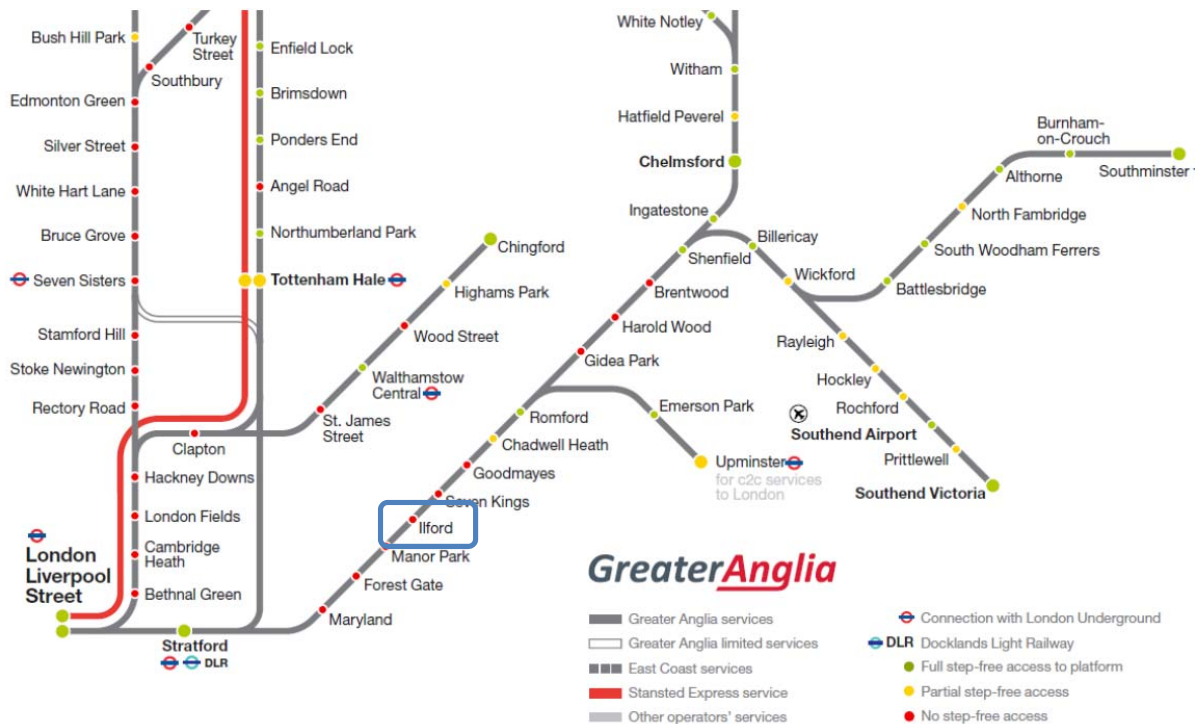 Bush Hill Park
Turkey
Street
Southbury
Edmonton Green
Silver Street
White Hart Lane
Bruce Grove
Seven Sisters
Stamford Hill
Stoke Newington
Rectory Road
Clapton
Hackney Downs
London Fields
Cambridge
Heath
Bethnal Green
London
Liverpool
Street
Stratford
DLR
Enfield Lock
Brimsdown
Ponders End
Angel Road
Northumberland Park
Tottenham Hale
Chingford
Highams Park
Wood Street
Walthamstow
Central
St. James
Street
White Notley
Witham
Hatfield Peverel
Chelmsford
Ingatestone
Shenfield
Brentwood
Harold Wood
Gidea Park
Romford
Chadwell Heath
Goodmayes
Seven Kings
Ilford
Manor Park
Forest Gate
Maryland
Emerson Park
Upminster
for c2c services
to London
Billericay
Wickford
Rayleigh
Hockley
Rochford
Southend Airport
Prittlewell
Southend Victoria
Battlesbridge
South Woodham Ferrers
North Fambridge
Althorne
Burnham-
on-Crouch
Southminster
GreaterAnglia
Greater Anglia services
Greater Anglia limited services
East Coast services
Stansted Express service
Other operators' services
Connection with London Underground
DLR Docklands Light Railway
Full step-free access to platform
Partial step-free access
No step-free access